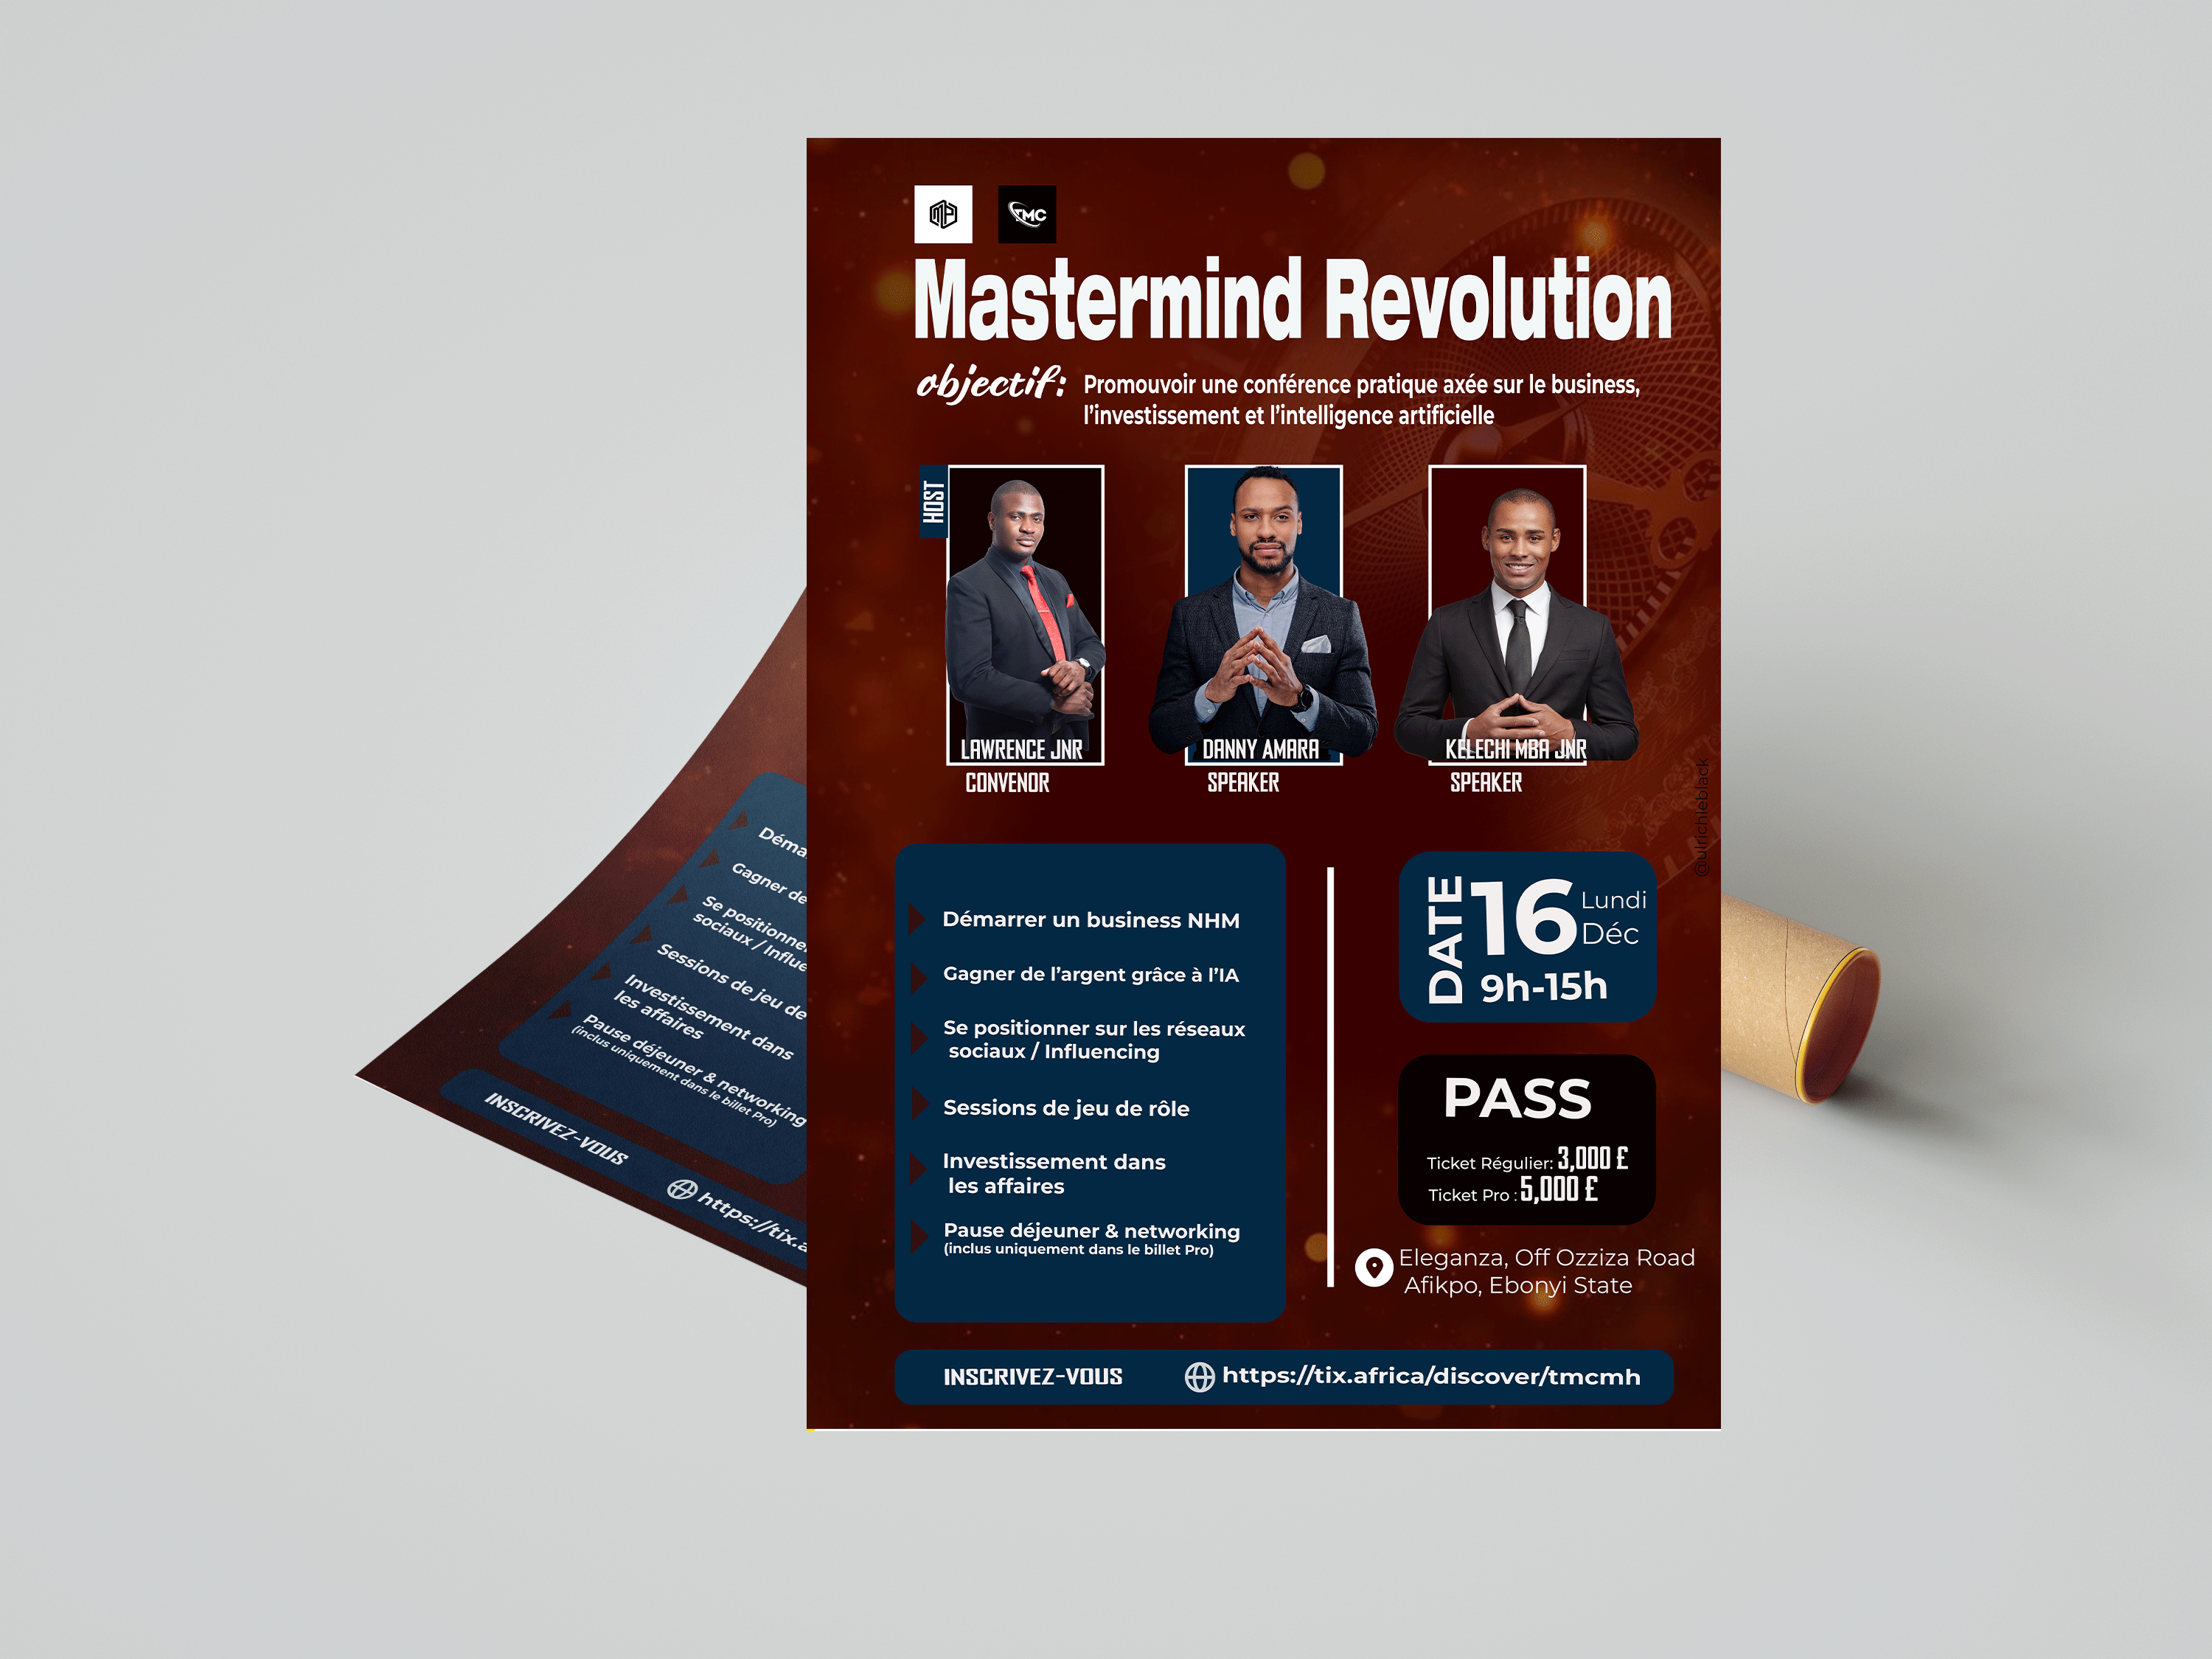 MP
TMC
Mastermind Revolution
objectif:
Promouvoir une conférence pratique axée sur le business,
l'investissement et l'intelligence artificielle
HOST
LAWRENCE JNR
CONVENOR
DANNY AMARA
SPEAKER
KELECHI MBA JNR
SPEAKER
@ulrichieblack
Démarrer un business NHM
Gagner de l'argent grâce à l'IA
Se positionner sur les réseaux
sociaux / Influencing
Sessions de jeu de rôle
Investissement dans
les affaires
Pause déjeuner & networking
(inclus uniquement dans le billet Pro)
DATE
16
Lundi
Déc
9h-15h
PASS
Ticket Régulier: 3,000 £
Ticket Pro : 5,000 £
Eleganza, Off Ozziza Road
Afikpo, Ebonyi State
INSCRIVEZ-VOUS
https://tix.africa/discover/tmcmh
Déma
Gagner de
Se positionne
sociaux / Influe
Sessions de jeu de
Investissement dans
les affaires
Pause déjeuner & networking
(inclus uniquement dans le billet Pro)
INSCRIVEZ-VOUS
https://tix.a